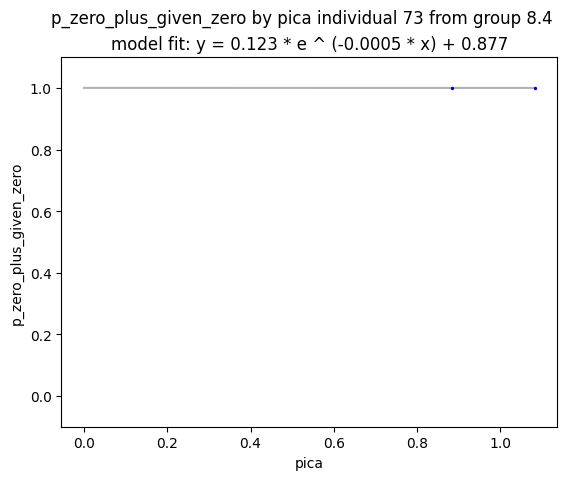 p_zero_plus_given_zero by pica individual 73 from group 8.4
model fit: y = 0.123 * e ^ (-0.0005 * x) + 0.877
1.0
0.8
0.6
0.4
0.2
0.0
p_zero_plus_given_zero
0.0 0.2 0.4 0.6 0.8 1.0
pica